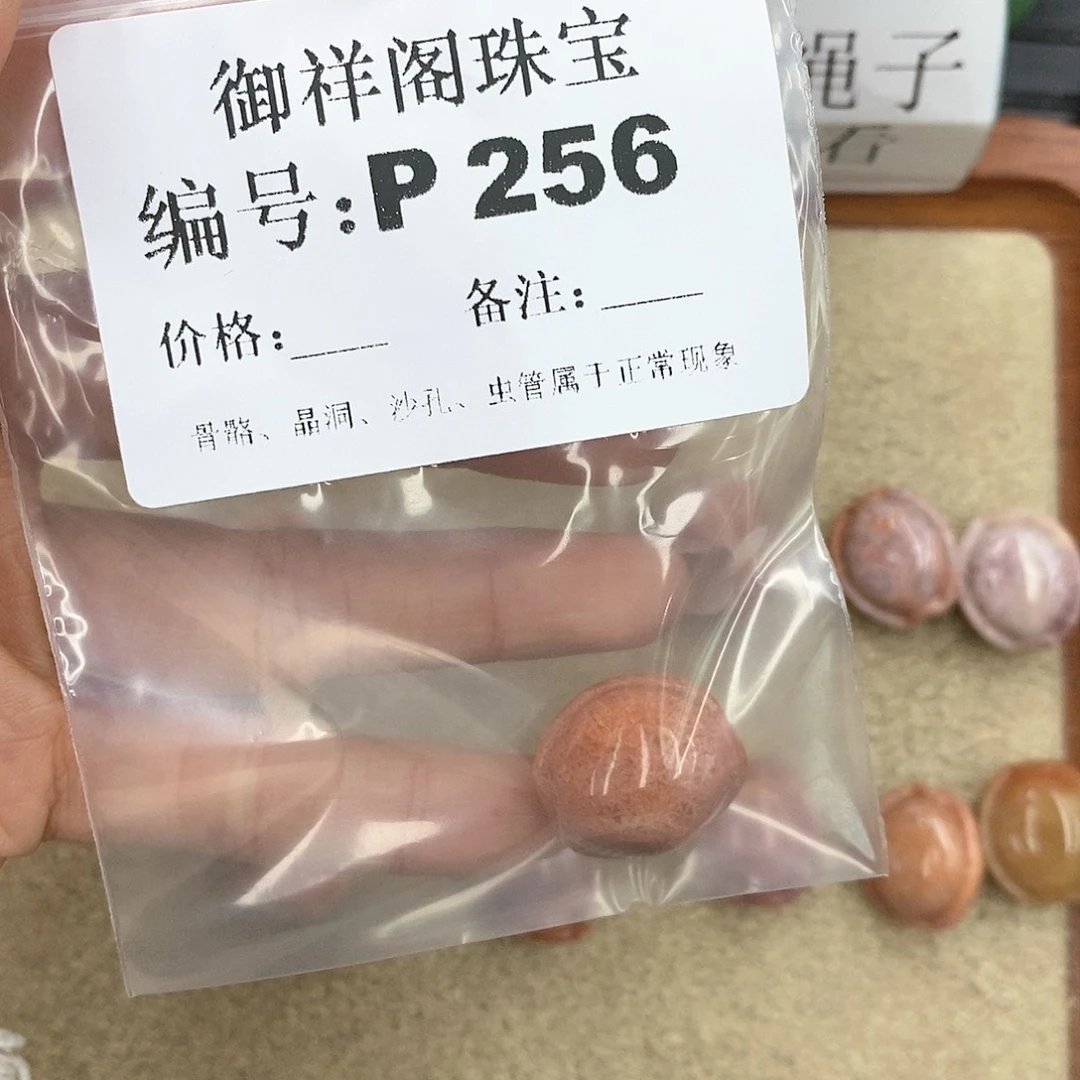 御祥阁珠宝
编号:P 256
价格:____ 备注:____
骨骼、晶洞、沙孔、虫管属于正常现象
绳子
石